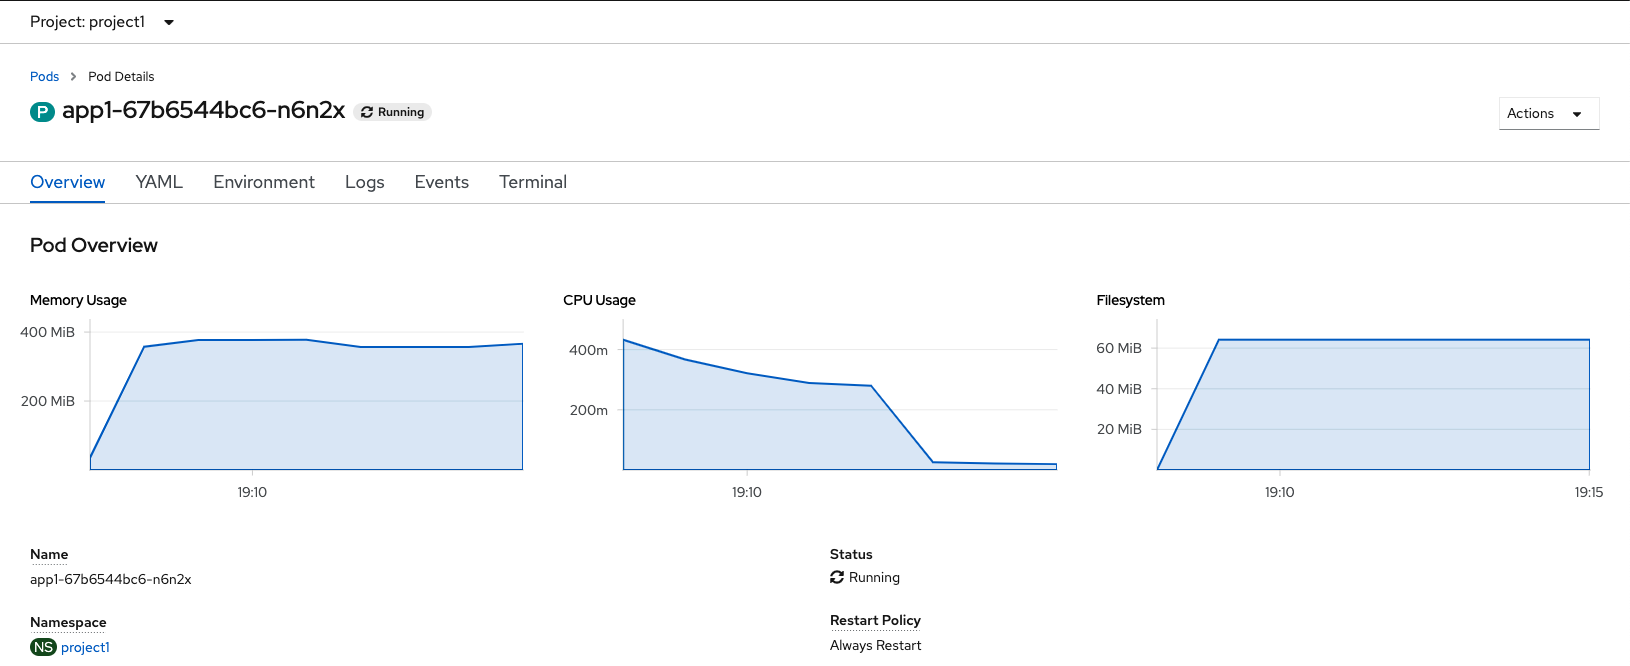 Project: project1
Pods > Pod Details
P app1-67b6544bc6-n6n2x Running
Actions
Overview YAML Environment Logs Events Terminal
Pod Overview
Memory Usage
400 MiB
200 MiB
19:10
CPU Usage
400m
200m
19:10
Filesystem
60 MiB
40 MiB
20 MiB
19:10 19:15
Name
app1-67b6544bc6-n6n2x
Namespace
NS project1
Status
Running
Restart Policy
Always Restart